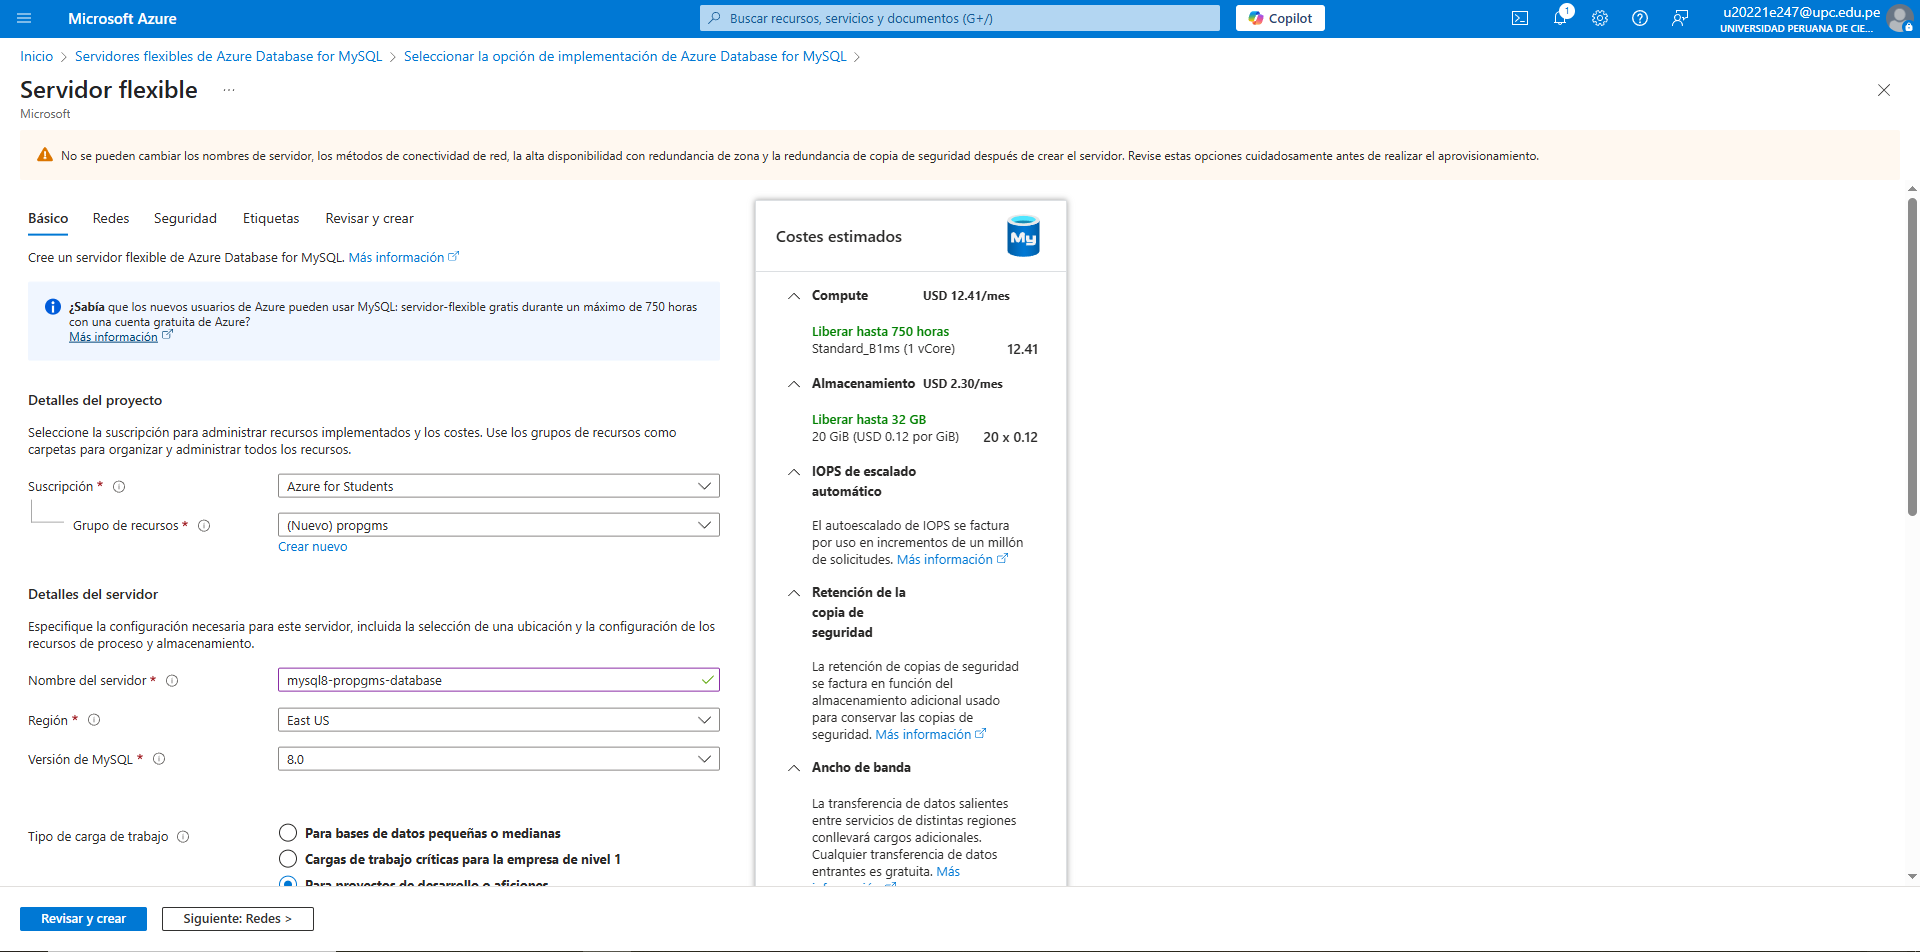 Microsoft Azure
Buscar recursos, servicios y documentos (G+/)
Copilot
1
u20221e247@upc.edu.pe
UNIVERSIDAD PERUANA DE CIE...
Inicio > Servidores flexibles de Azure Database for MySQL > Seleccionar la opción de implementación de Azure Database for MySQL >
Servidor flexible ...
Microsoft
No se pueden cambiar los nombres de servidor, los métodos de conectividad de red, la alta disponibilidad con redundancia de zona y la redundancia de copia de seguridad después de crear el servidor. Revise estas opciones cuidadosamente antes de realizar el aprovisionamiento.
Básico Redes Seguridad Etiquetas Revisar y crear
Cree un servidor flexible de Azure Database for MySQL. Más información
¿Sabía que los nuevos usuarios de Azure pueden usar MySQL: servidor-flexible gratis durante un máximo de 750 horas
con una cuenta gratuita de Azure?
Más información
Detalles del proyecto
Seleccione la suscripción para administrar recursos implementados y los costes. Use los grupos de recursos como
carpetas para organizar y administrar todos los recursos.
Suscripción *
Azure for Students
Grupo de recursos *
(Nuevo) propgms
Crear nuevo
Detalles del servidor
Especifique la configuración necesaria para este servidor, incluida la selección de una ubicación y la configuración de los
recursos de proceso y almacenamiento.
Nombre del servidor *
mysql8-propgms-database
Región *
East US
Versión de MySQL *
8.0
Tipo de carga de trabajo
Para bases de datos pequeñas o medianas
Cargas de trabajo críticas para la empresa de nivel 1
Para proyectos de desarrollo o aficiones
Costes estimados
My
Compute USD 12.41/mes
Liberar hasta 750 horas
Standard_B1ms (1 vCore) 12.41
Almacenamiento USD 2.30/mes
Liberar hasta 32 GB
20 GiB (USD 0.12 por GiB) 20 x 0.12
IOPS de escalado
automático
El autoescalado de IOPS se factura
por uso en incrementos de un millón
de solicitudes. Más información
Retención de la
copia de
seguridad
La retención de copias de seguridad
se factura en función del
almacenamiento adicional usado
para conservar las copias de
seguridad. Más información
Ancho de banda
La transferencia de datos salientes
entre servicios de distintas regiones
conllevará cargos adicionales.
Cualquier transferencia de datos
entrantes es gratuita. Más
información
Revisar y crear
Siguiente: Redes >